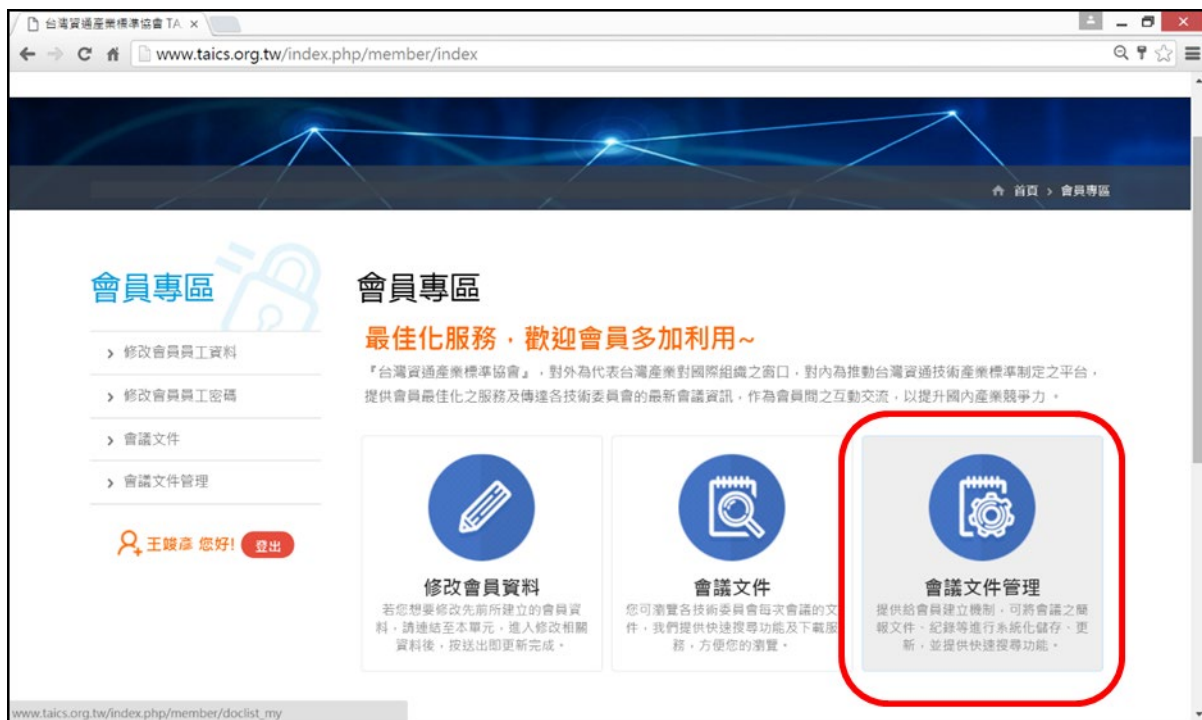 台灣資通產業標準協會 TA
www.taics.org.tw/index.php/member/index
首頁 > 會員專區
會員專區
修改會員員工資料
修改會員員工密碼
會議文件
會議文件管理
王竣彥 您好! 登出
會員專區
最佳化服務,歡迎會員多加利用~
『台灣資通產業標準協會』,對外為代表台灣產業對國際組織之窗口,對內為推動台灣資通技術產業標準制定之平台,
提供會員最佳化之服務及傳達各技術委員會的最新會議資訊,作為會員間之互動交流,以提升國內產業競爭力。
修改會員資料
若您想要修改先前所建立的會員資
料,請連結至本單元,進入修改相關
資料後,按送出即更新完成。
會議文件
您可瀏覽各技術委員會每次會議的文
件,我們提供快速搜尋功能及下載服
務,方便您的瀏覽。
會議文件管理
提供給會員建立機制,可將會議之簡
報文件、紀錄等進行系統化儲存、更
新,並提供快速搜尋功能。
www.taics.org.tw/index.php/member/doclist_my